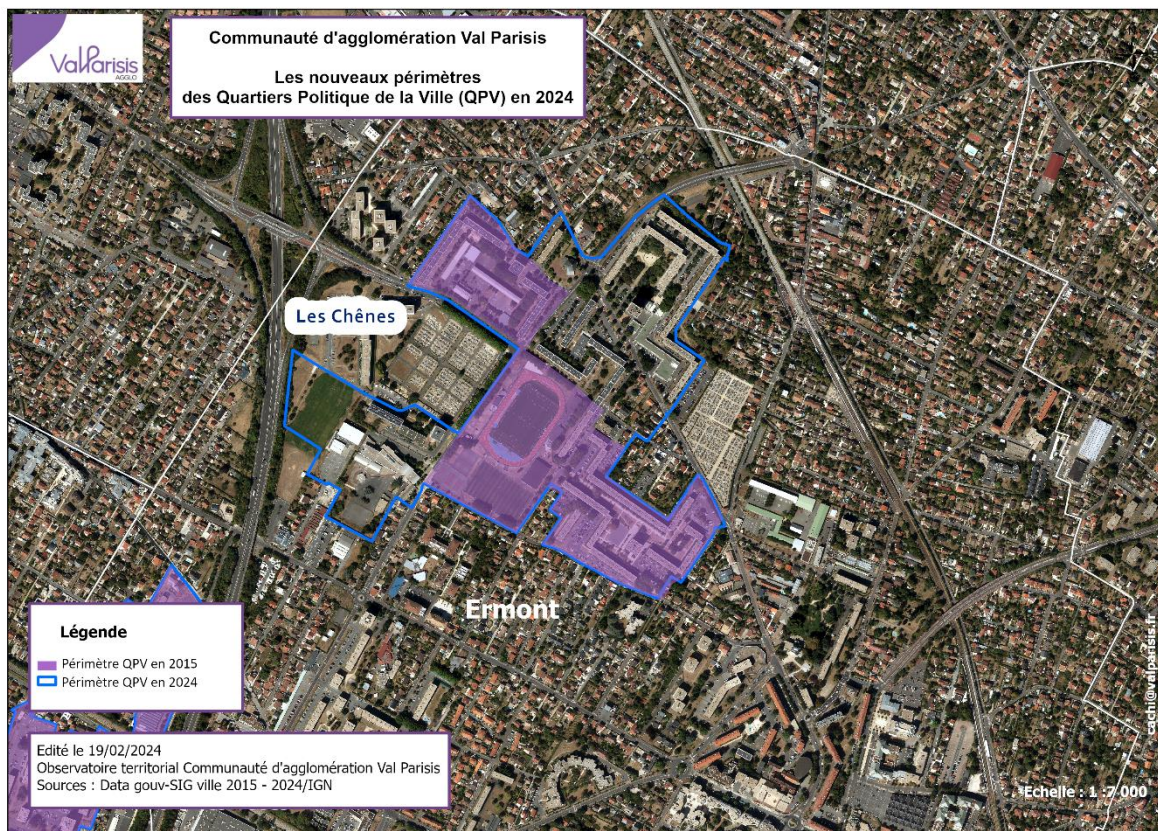 ValParisis
AGGLO
Communauté d'agglomération Val Parisis
Les nouveaux périmètres
des Quartiers Politique de la Ville (QPV) en 2024
Les Chênes
Ermont
Légende
Périmètre QPV en 2015
Périmètre QPV en 2024
Edité le 19/02/2024
Observatoire territorial Communauté d'agglomération Val Parisis
Sources : Data gouv-SIG ville 2015 - 2024/IGN
cachi@valparisis.fr
Echelle : 1 :7 000